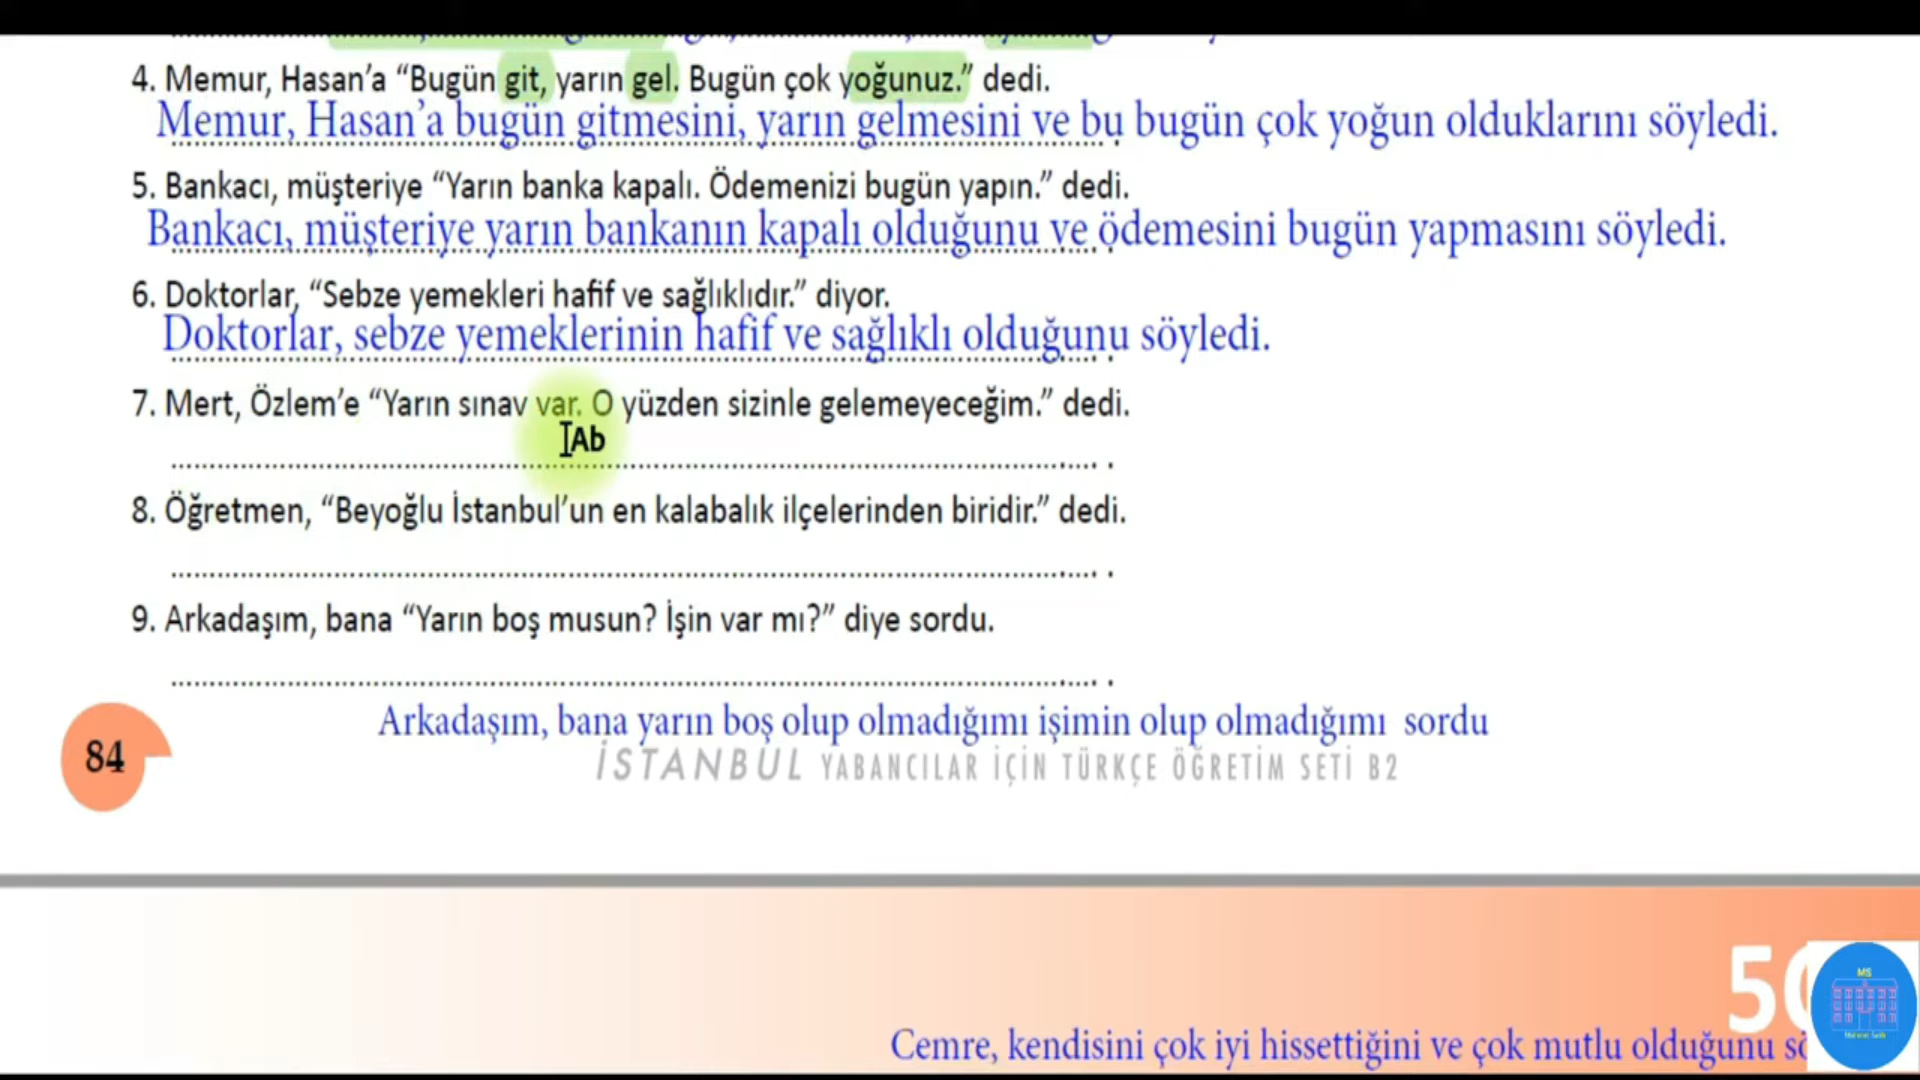 4. Memur, Hasan’a “Bugün git, yarın gel. Bugün çok yoğunuz.” dedi.
Memur, Hasan’a bugün gitmesini, yarın gelmesini ve bu bugün çok yoğun olduklarını söyledi.
5. Bankacı, müşteriye “Yarın banka kapalı. Ödemenizi bugün yapın.” dedi.
Bankacı, müşteriye yarın bankanın kapalı olduğunu ve ödemesini bugün yapmasını söyledi.
6. Doktorlar, “Sebze yemekleri hafif ve sağlıklıdır.” diyor.
Doktorlar, sebze yemeklerinin hafif ve sağlıklı olduğunu söyledi.
7. Mert, Özlem’e “Yarın sınav var. O yüzden sizinle gelemeyeceğim.” dedi.
Ab
8. Öğretmen, “Beyoğlu İstanbul’un en kalabalık ilçelerinden biridir.” dedi.
9. Arkadaşım, bana “Yarın boş musun? İşin var mı?” diye sordu.
Arkadaşım, bana yarın boş olup olmadığımı işimin olup olmadığımı sordu
84
İSTANBUL YABANCILAR İÇİN TÜRKÇE ÖĞRETİM SETİ B2
MS
Cemre, kendisini çok iyi hissettiğini ve çok mutlu olduğunu